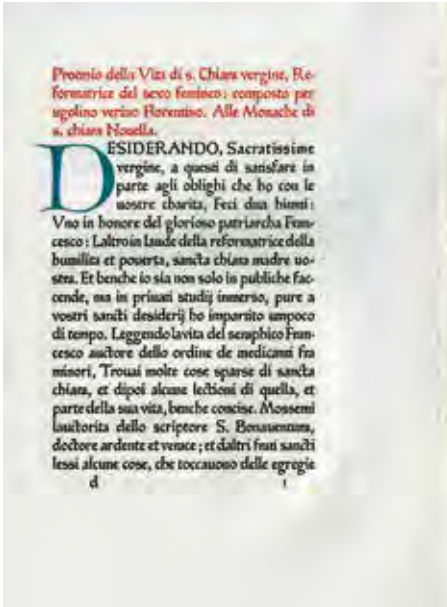 Proemio della Vita di s. Chiara vergine, Re-
formatrice del sexo feminco: composto per
ugolino verino Florentino. Alle Monache di
s. chiara Nouella.
DESIDERANDO, Sacratissime
vergine, a questi di satisfare in
parte agli oblighi che ho con le
uostre charita, Feci dua hinni:
Vno in honore del glorioso patriarcha Fran-
cesco: Laltro in laude della reformatrice della
humilita et pouerta, sancta chiara madre uo-
stra. Et benche io sia non solo in publiche fac-
cende, ma in priuati studij inmerso, pure a
vostri sancti desiderij ho impartito umpoco
di tempo. Leggendo lavita del seraphico Fran-
cesco auctore dello ordine de medicanti fra
minori, Trouai molte cose sparse di sancta
chiara, et dipoi alcune lectioni di quella, et
parte della sua vita, benche concise. Mossemi
lauctorita dello scriptore S. Bonauentura,
doctore ardente et verace; et daltri frati sancti
lessi alcune cose, che toccauono delle egregie
d 1